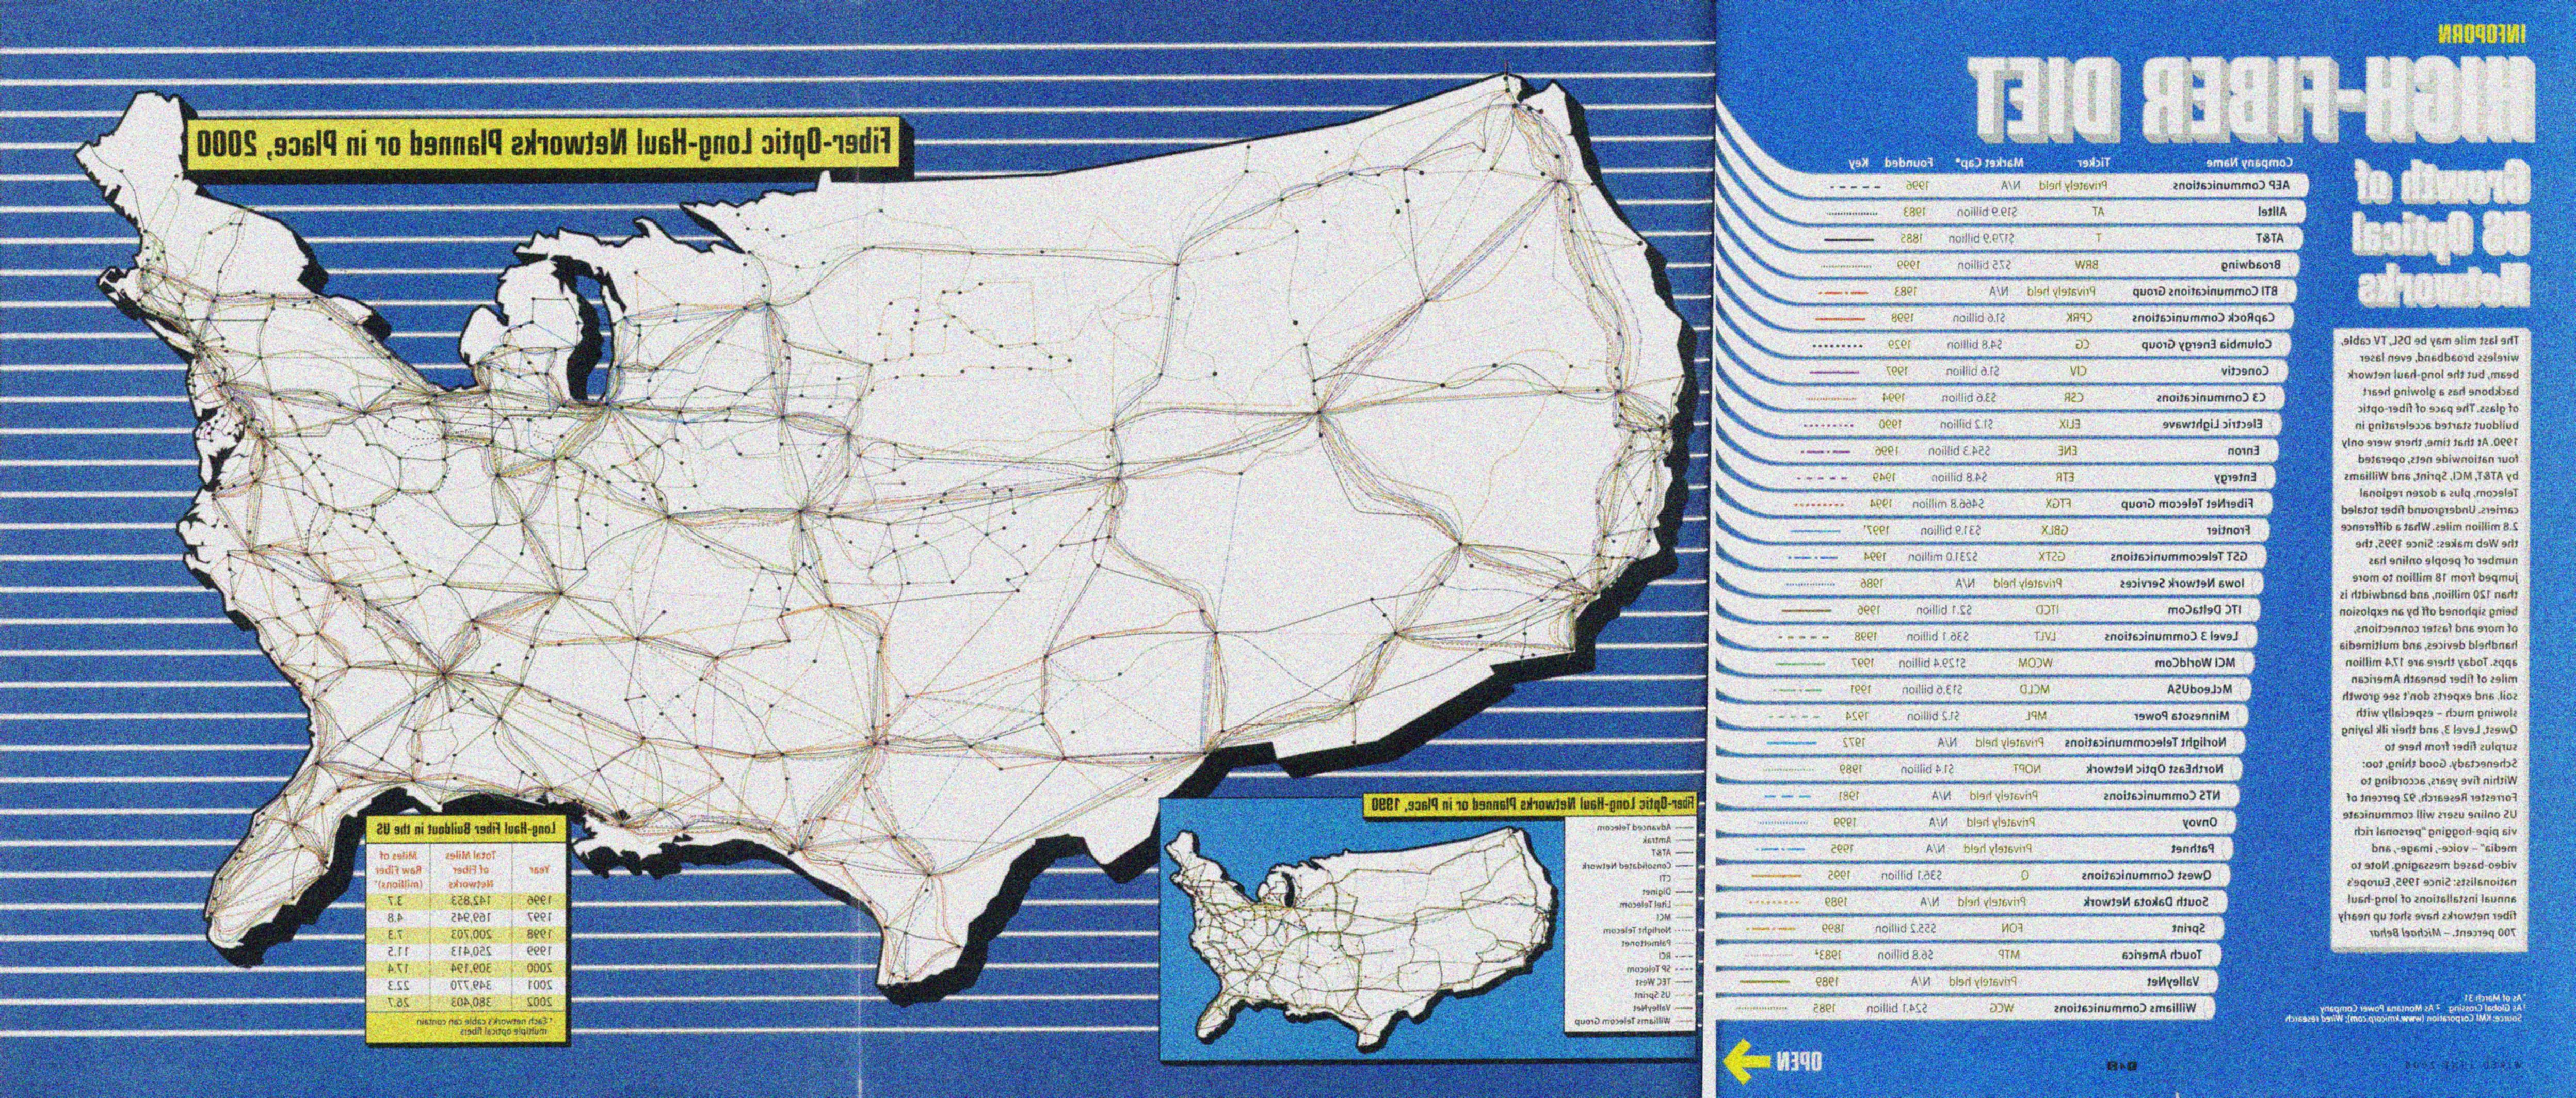 INFOPORN
HIGH-FIBER DIET
Growth of
US Optical
Networks
The last mile may be DSL, TV cable,
wireless broadband, even laser
beam, but the long-haul network
backbone has a glowing heart
of glass. The pace of fiber-optic
buildout started accelerating in
1990. At that time, there were only
four nationwide nets, operated
by AT&T, MCI, Sprint, and Williams
Telecom, plus a dozen regional
carriers. Underground fiber totaled
2.8 million miles. What a difference
the Web makes: Since 1995, the
number of people online has
jumped from 18 million to more
than 120 million, and bandwidth is
being siphoned off by an explosion
of more and faster connections,
handheld devices, and multimedia
apps. Today there are 17.4 million
miles of fiber beneath American
soil, and experts don't see growth
slowing much – especially with
Qwest, Level 3, and their ilk laying
surplus fiber from here to
Schenectady. Good thing, too:
Within five years, according to
Forrester Research, 92 percent of
US online users will communicate
via pipe-hogging "personal rich
media" – voice-, image-, and
video-based messaging. Note to
nationalists: Since 1995, Europe's
annual installations of long-haul
fiber networks have shot up nearly
700 percent. – Michael Behar
Company Name Ticker Market Cap* Founded Key
AEP Communications Privately held N/A 1996
Alltel AT $19.9 billion 1983
AT&T T $179.9 billion 1885
Broadwing BRW $7.5 billion 1999
BTI Communications Group Privately held N/A 1983
CapRock Communications CPRK $1.6 billion 1998
Columbia Energy Group CG $4.8 billion 1929
Conectiv CIV $1.6 billion 1997
C3 Communications CSR $3.6 billion 1994
Electric Lightwave ELIX $1.2 billion 1990
Enron ENE $54.3 billion 1996
Entergy ETR $4.8 billion 1949
FiberNet Telecom Group FTGX $466.8 million 1994
Frontier GBLX $31.9 billion 1997¹
GST Telecommunications GSTX $231.0 million 1994
Iowa Network Services Privately held N/A 1986
ITC DeltaCom ITCD $2.1 billion 1996
Level 3 Communications LVLT $36.1 billion 1998
MCI WorldCom WCOM $129.4 billion 1997
McLeodUSA MCLD $13.6 billion 1991
Minnesota Power MPL $1.2 billion 1924
Norlight Telecommunications Privately held N/A 1972
NorthEast Optic Network NOPT $1.4 billion 1989
NTS Communications Privately held N/A 1981
Onvoy Privately held N/A 1999
Pathnet Privately held N/A 1995
Qwest Communications Q $36.1 billion 1995
South Dakota Network Privately held N/A 1989
Sprint FON $55.2 billion 1899
Touch America MTP $6.8 billion 1983²
ValleyNet Privately held N/A 1989
Williams Communications WCG $24.1 billion 1985
*As of March 31
¹As Global Crossing ²As Montana Power Company
Source: KMI Corporation (www.kmicorp.com); Wired research
OPEN
Fiber-Optic Long-Haul Networks Planned or in Place, 2000
Fiber-Optic Long-Haul Networks Planned or in Place, 1990
Advanced Telecom
Amtrak
AT&T
Consolidated Network
CTI
Diginet
Litel Telecom
MCI
Norlight Telecom
Palmettonet
RCI
SP Telecom
TEC West
US Sprint
ValleyNet
Williams Telecom Group
Long-Haul Fiber Buildout in the US
Year Total Miles of Fiber Networks Miles of Raw Fiber (millions)*
1996 142,853 3.7
1997 169,945 4.8
1998 200,703 7.3
1999 250,413 11.5
2000 309,194 17.4
2001 349,770 22.3
2002 380,403 26.7
*Each network's cable can contain
multiple optical fibers